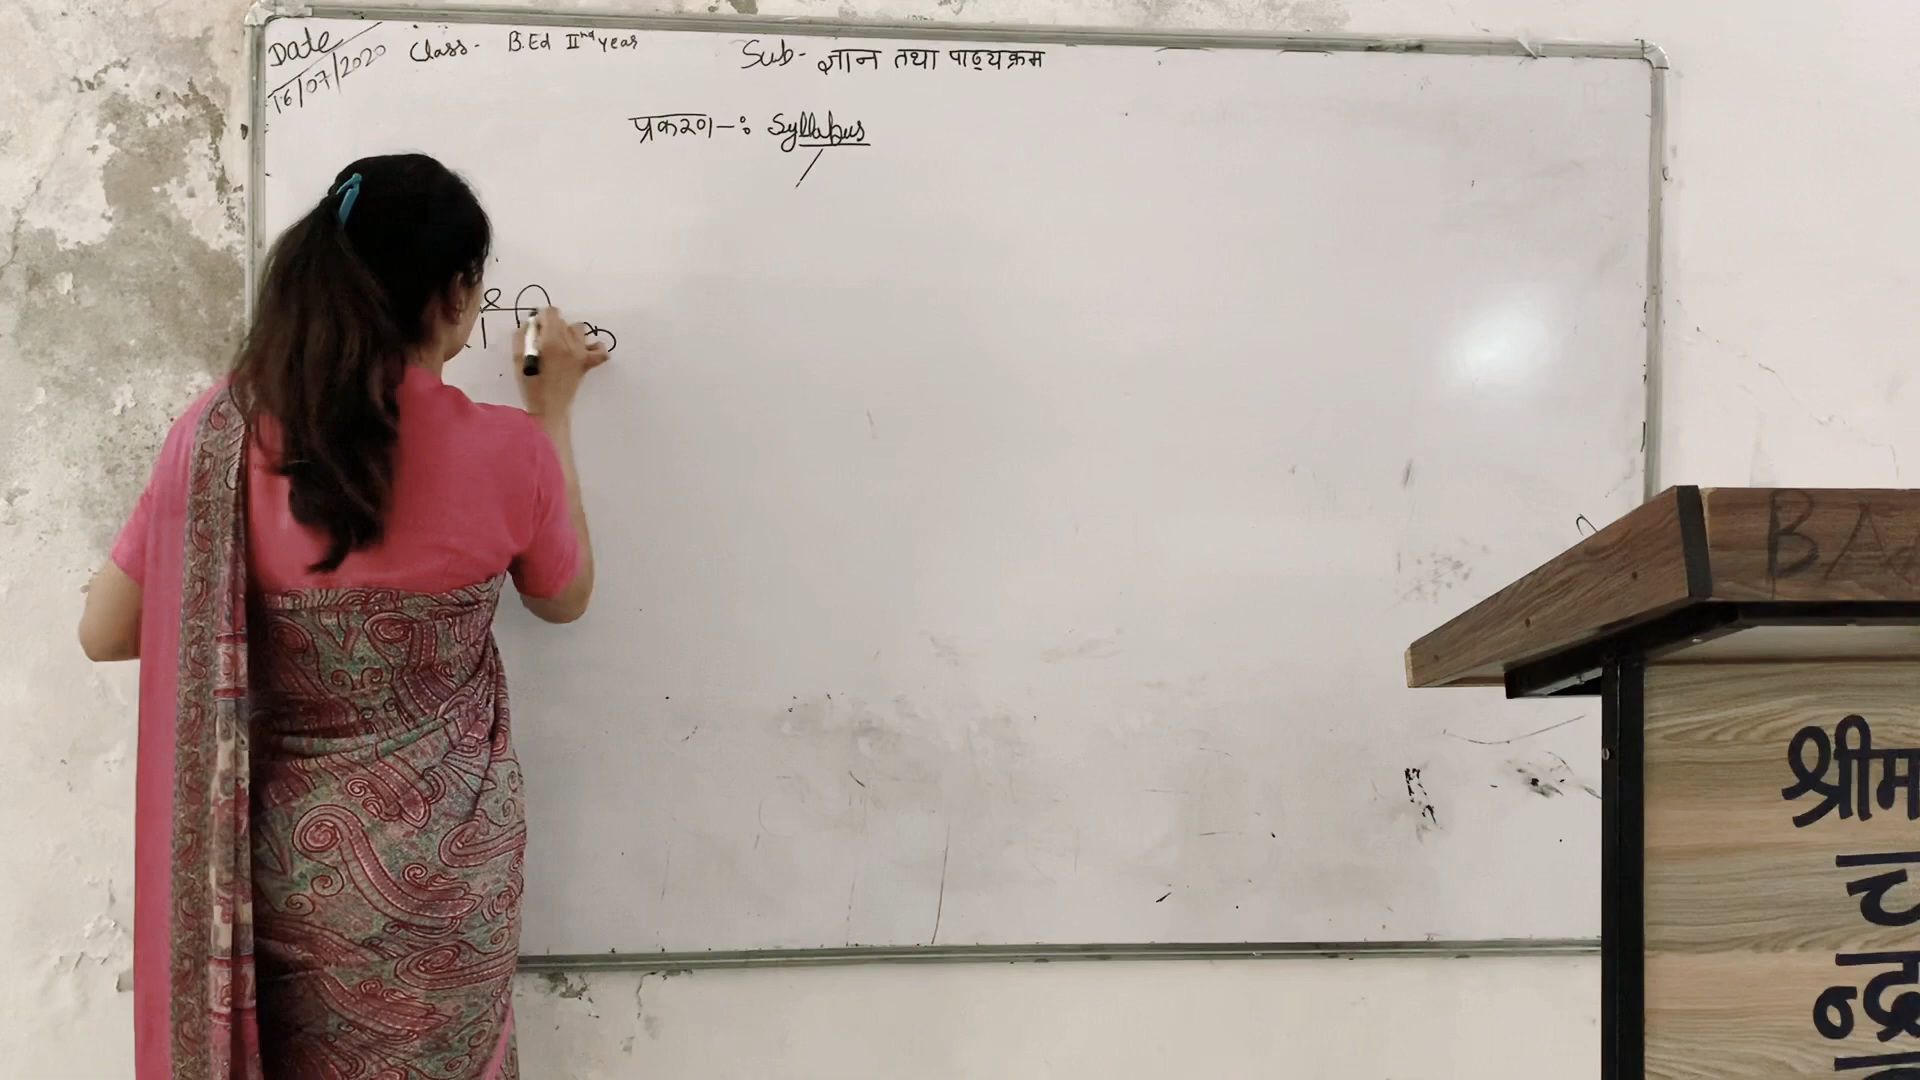 Date
16/07/2020
Class- B.Ed IInd year
Sub- ज्ञान तथा पाठ्यक्रम
प्रकरण-: Syllabus
श्रीम
च
न्द्र